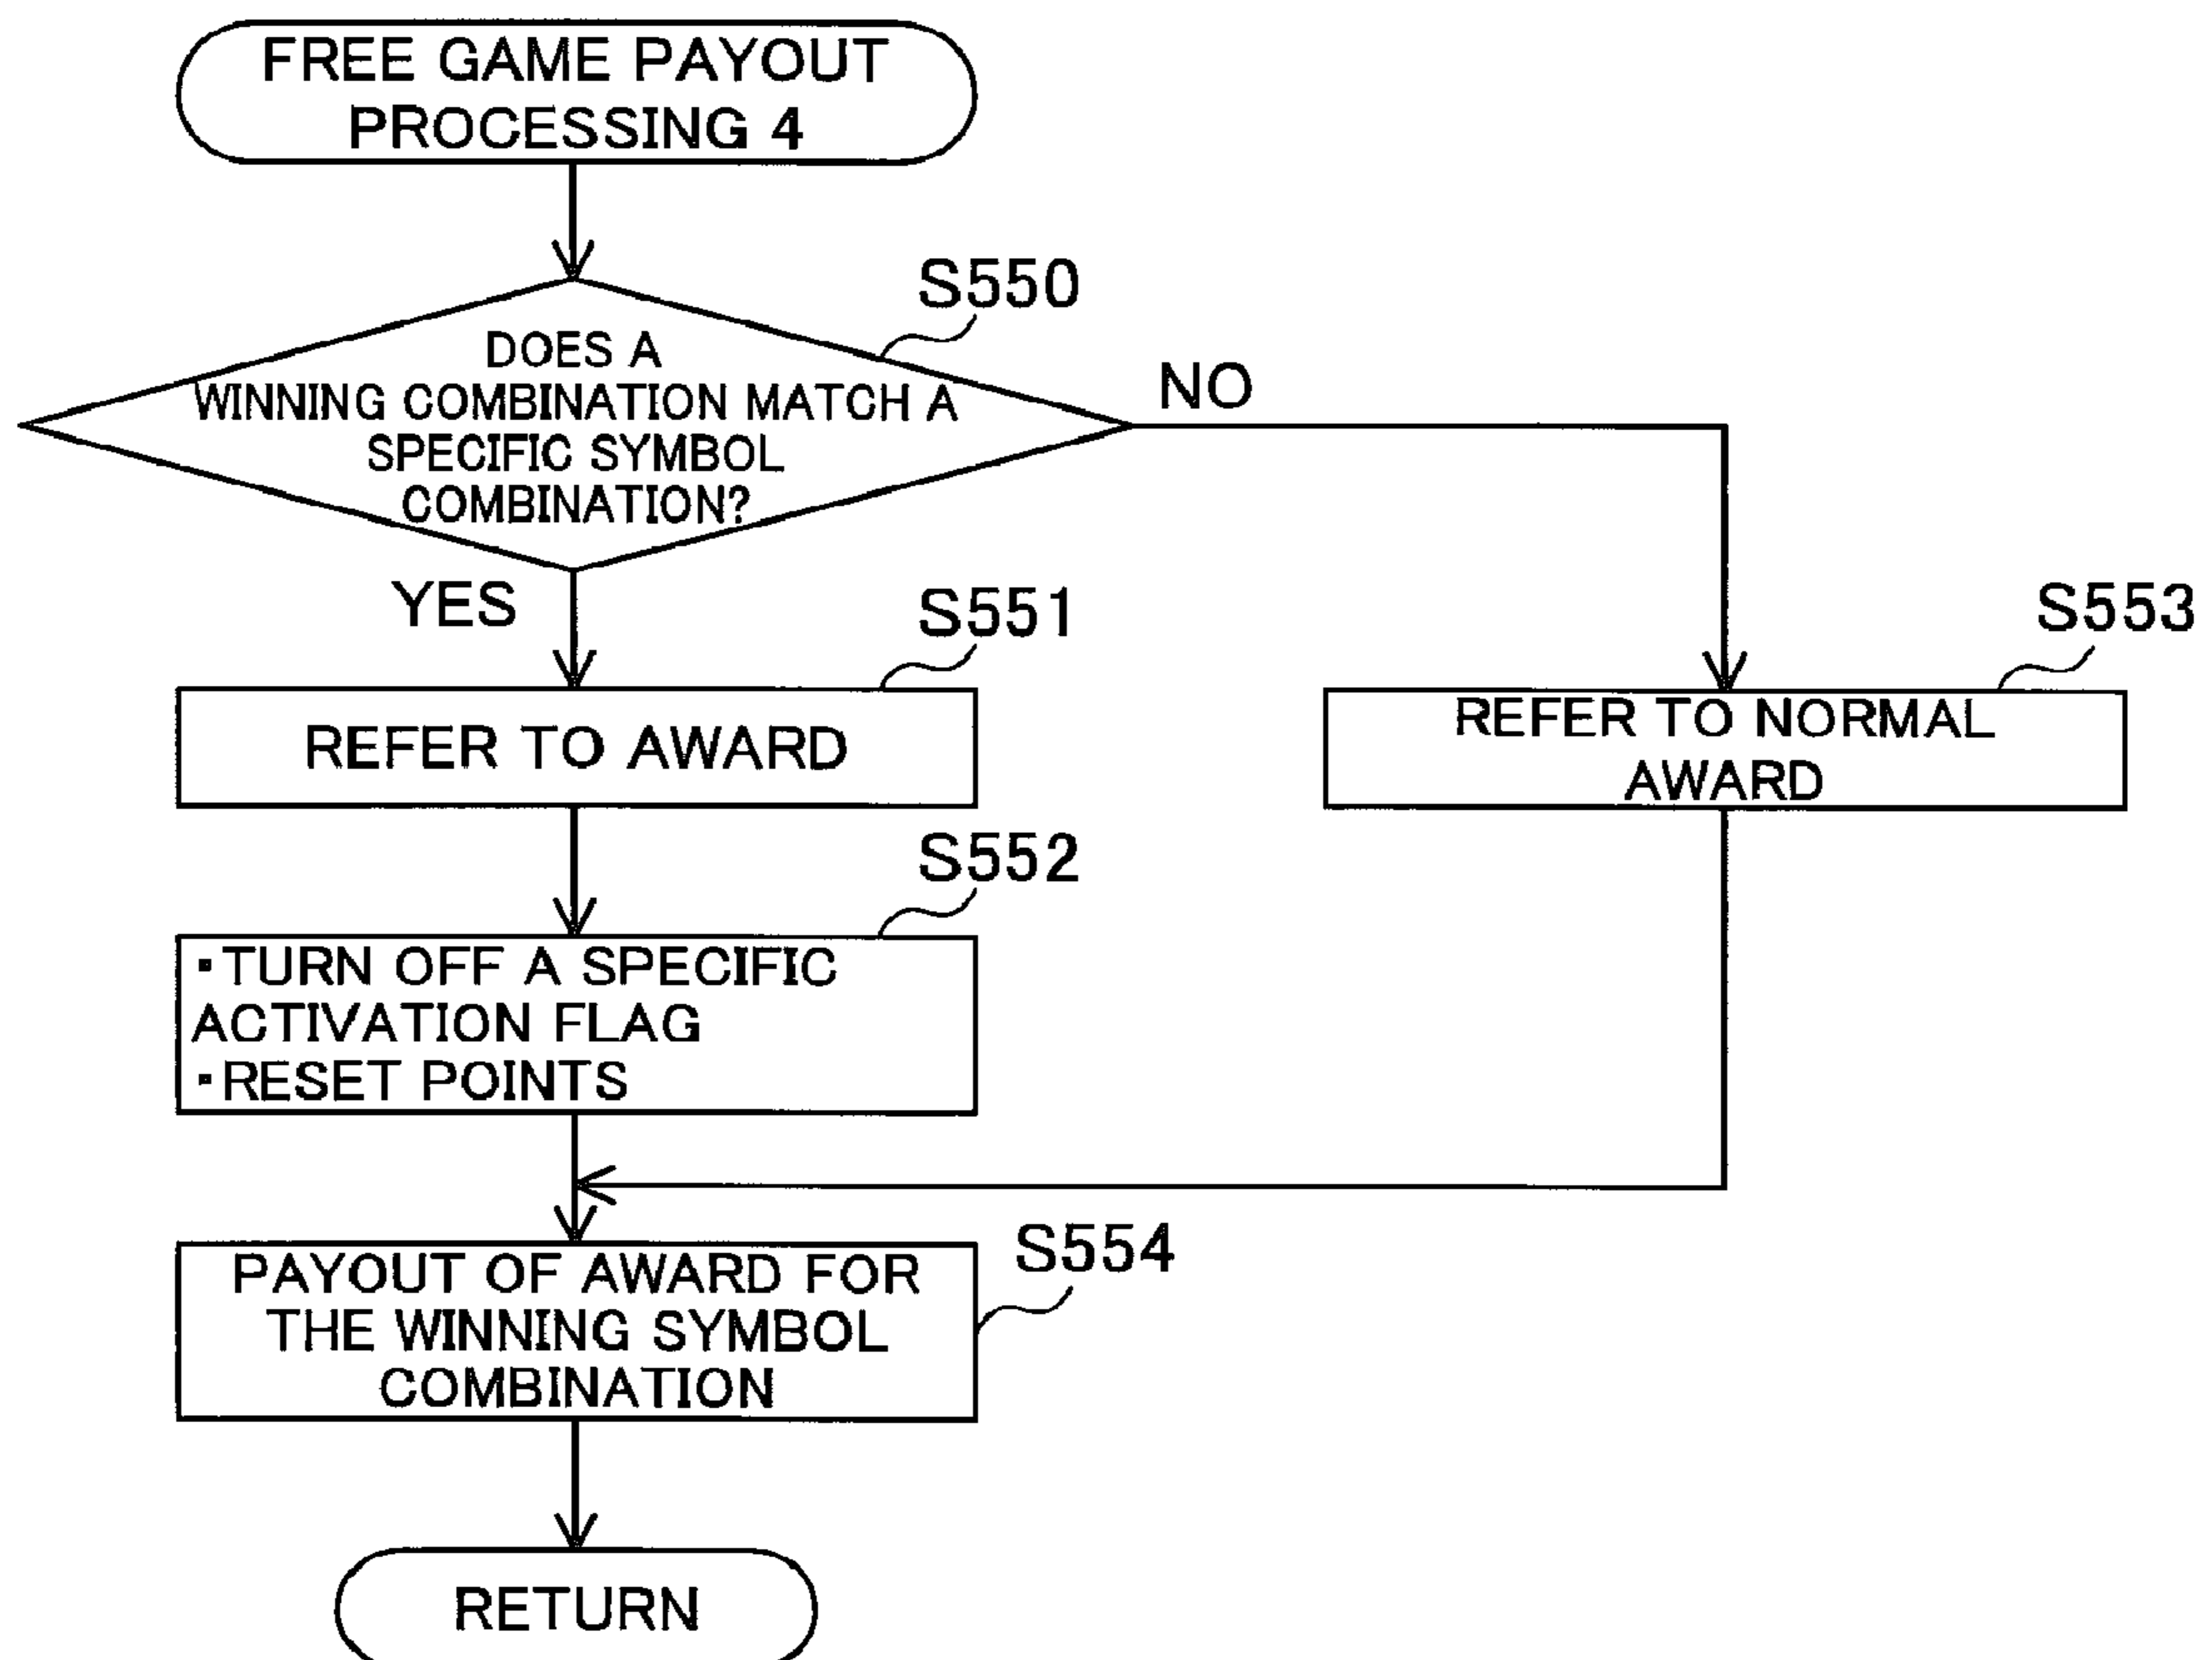 FREE GAME PAYOUT
PROCESSING 4
S550
DOES A
WINNING COMBINATION MATCH A
SPECIFIC SYMBOL
COMBINATION?
NO
YES
S551
REFER TO AWARD
S553
REFER TO NORMAL
AWARD
S552
▪TURN OFF A SPECIFIC
ACTIVATION FLAG
▪RESET POINTS
S554
PAYOUT OF AWARD FOR
THE WINNING SYMBOL
COMBINATION
RETURN